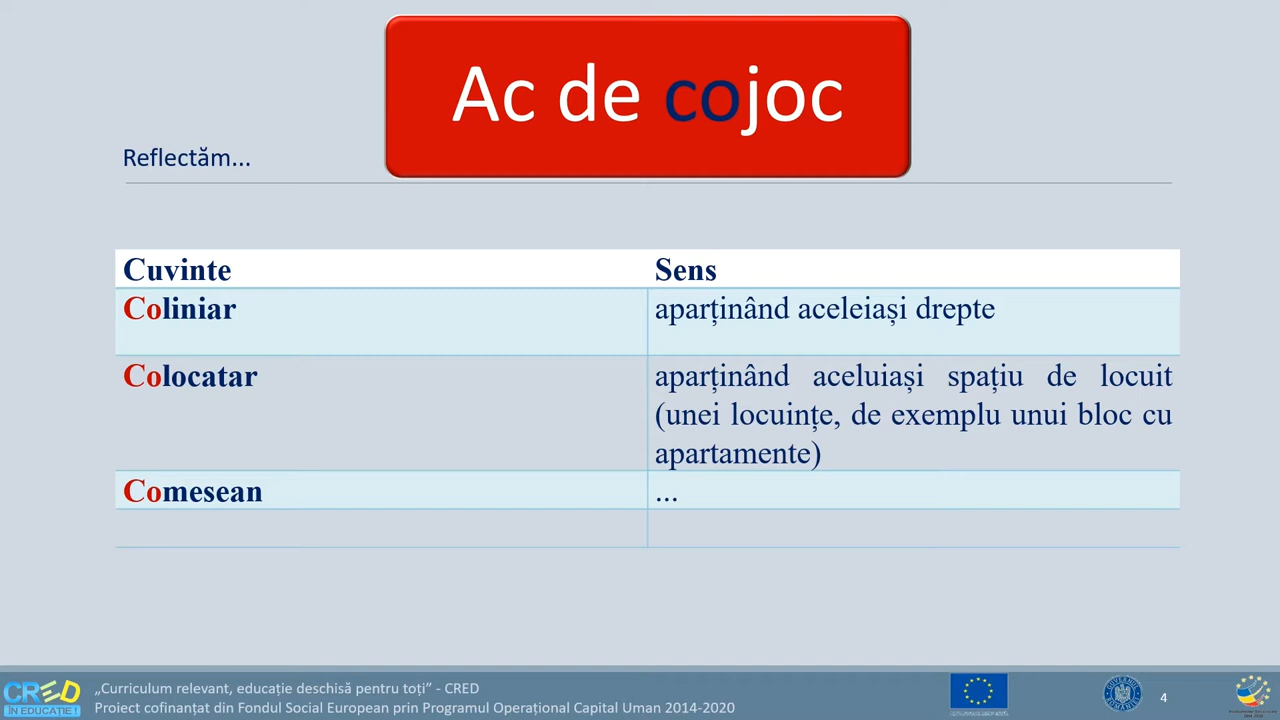 Ac de cojoc
Reflectăm...
Cuvinte Sens
Coliniar aparținând aceleiași drepte
Colocatar aparținând aceluiași spațiu de locuit
(unei locuințe, de exemplu unui bloc cu
apartamente)
Comesean ...
CRED
ÎN EDUCAȚIE !
„Curriculum relevant, educație deschisă pentru toți” - CRED
Proiect cofinanțat din Fondul Social European prin Programul Operațional Capital Uman 2014-2020
4